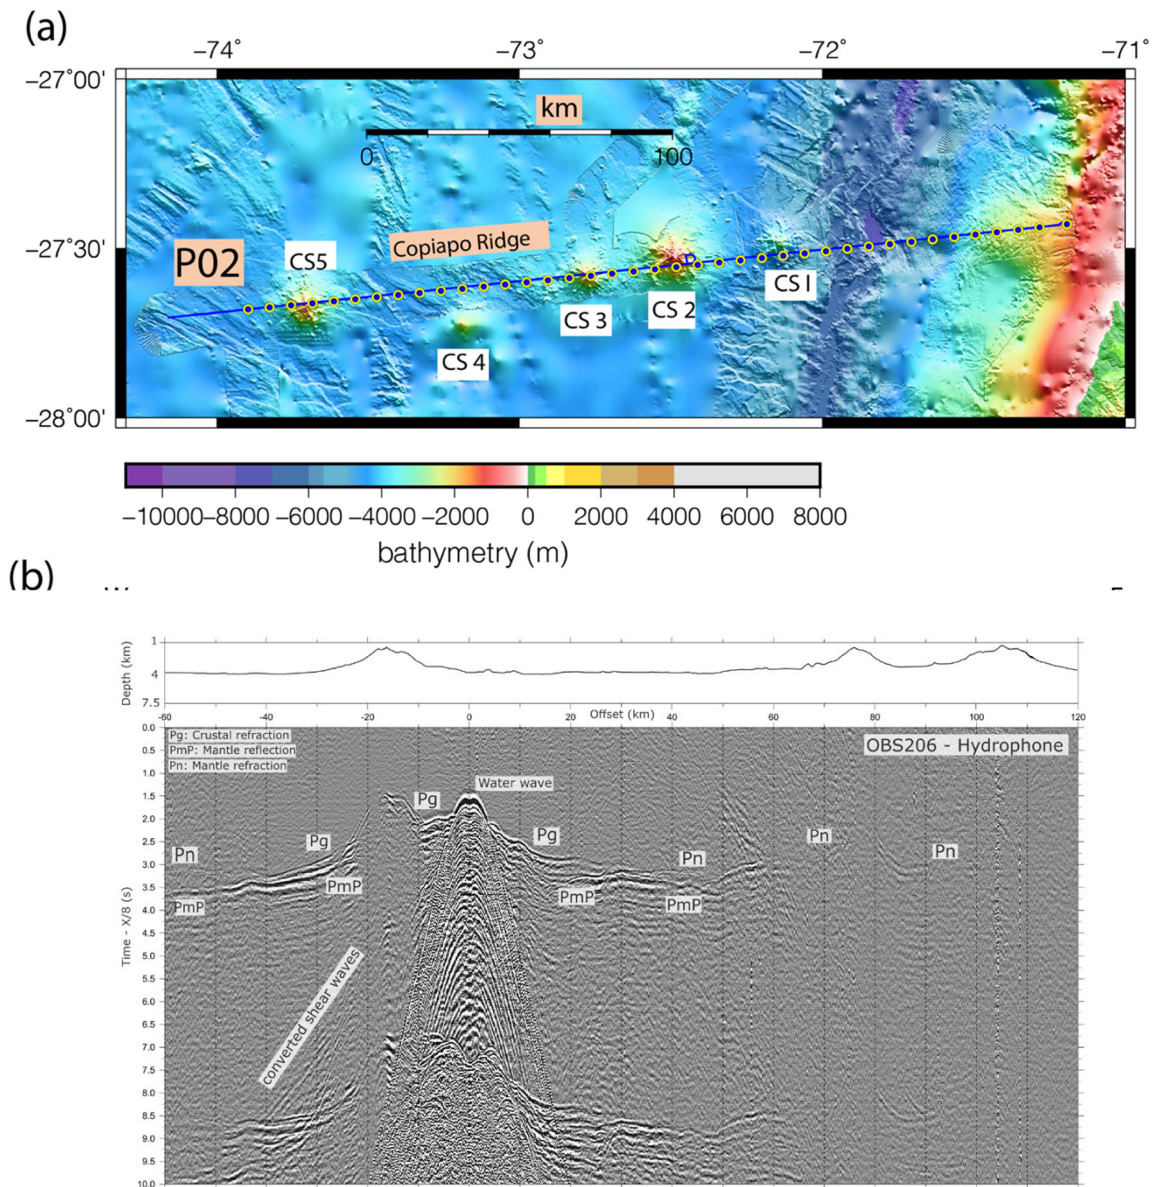 (a)
−74˚ −73˚ −72˚ −71˚
−27°00'
km
0 100
−27°30'
P02
CS5
Copiapo Ridge
CS 3
CS 2
CS I
CS 4
−28°00'
−10000 −8000 −6000 −4000 −2000 0 2000 4000 6000 8000
bathymetry (m)
(b)
Depth (km)
1
4
7.5
-60 -40 -20 0 20 Offset (km) 40 60 80 100 120
Pg: Crustal refraction
PmP: Mantle reflection
Pn: Mantle refraction
OBS206 - Hydrophone
Water wave
Pg
Pg
Pg
Pn
Pn
Pn
Pn
PmP
PmP
PmP
PmP
converted shear waves
Time - X/8 (s)
0.0
0.5
1.0
1.5
2.0
2.5
3.0
3.5
4.0
4.5
5.0
5.5
6.0
6.5
7.0
7.5
8.0
8.5
9.0
9.5
10.0